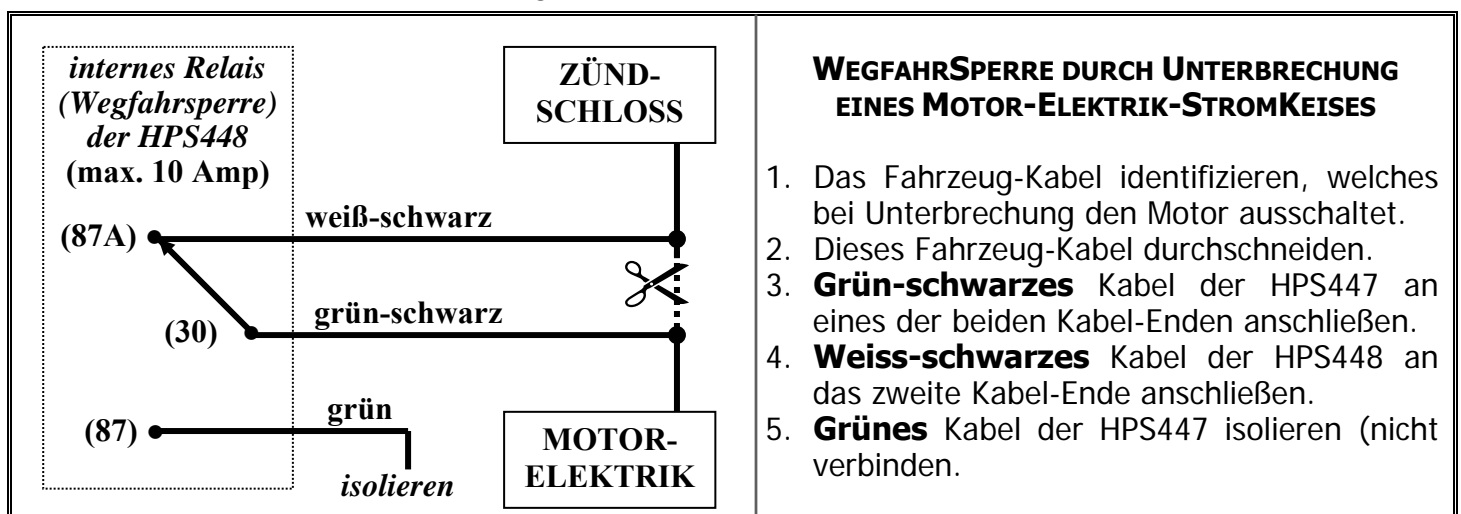 internes Relais
(Wegfahrsperre)
der HPS448
(max. 10 Amp)
ZÜND-
SCHLOSS
weiß-schwarz
(87A)
grün-schwarz
(30)
grün
(87)
isolieren
MOTOR-
ELEKTRIK
WEGFAHRSPERRE DURCH UNTERBRECHUNG
EINES MOTOR-ELEKTRIK-STROMKEISES
1. Das Fahrzeug-Kabel identifizieren, welches
bei Unterbrechung den Motor ausschaltet.
2. Dieses Fahrzeug-Kabel durchschneiden.
3. Grün-schwarzes Kabel der HPS447 an
eines der beiden Kabel-Enden anschließen.
4. Weiss-schwarzes Kabel der HPS448 an
das zweite Kabel-Ende anschließen.
5. Grünes Kabel der HPS447 isolieren (nicht
verbinden.